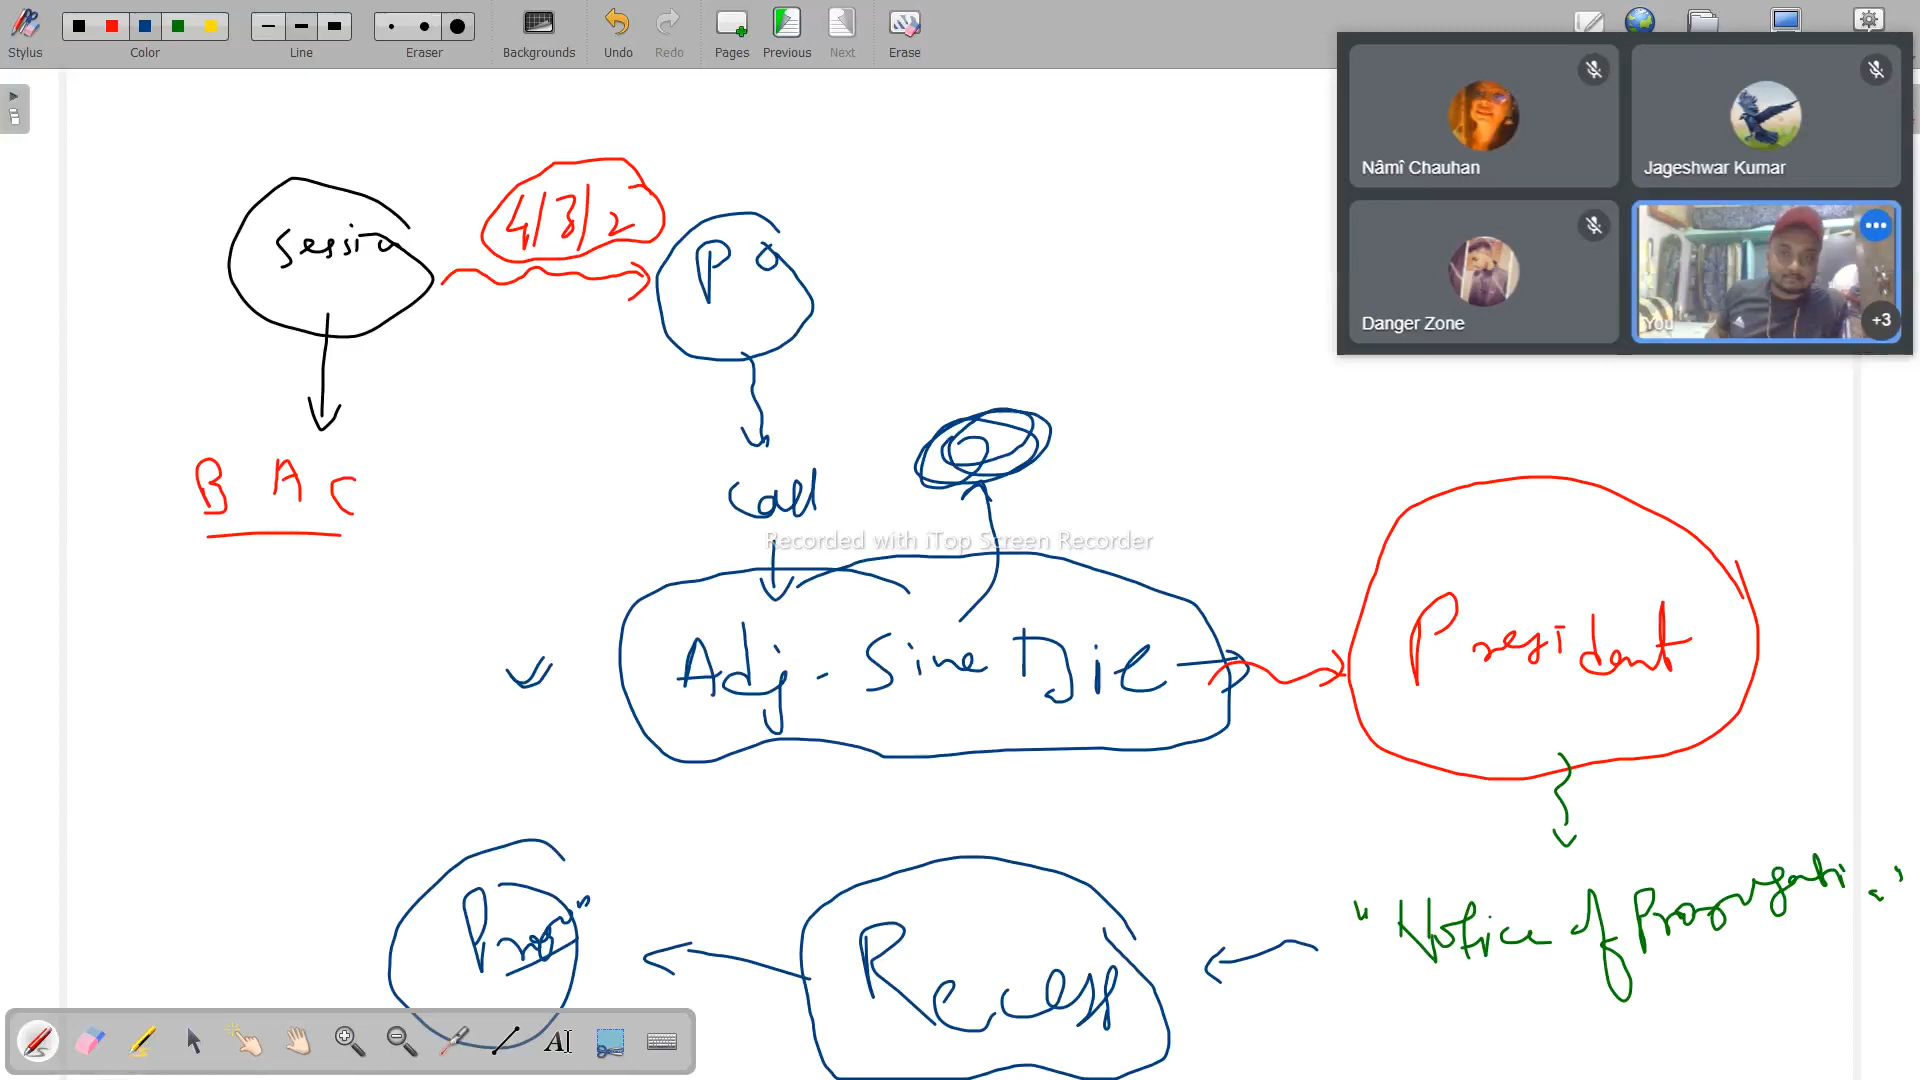 Stylus Color Line Eraser Backgrounds Undo Redo Pages Previous Next Erase
Nâmî Chauhan
Jageshwar Kumar
Danger Zone
You
+3
Session
4/3/2
P O
B A C
Call
Recorded with iTop Screen Recorder
Adj - Sine Die
President
"Notice of Prorogation"
Recess
AI